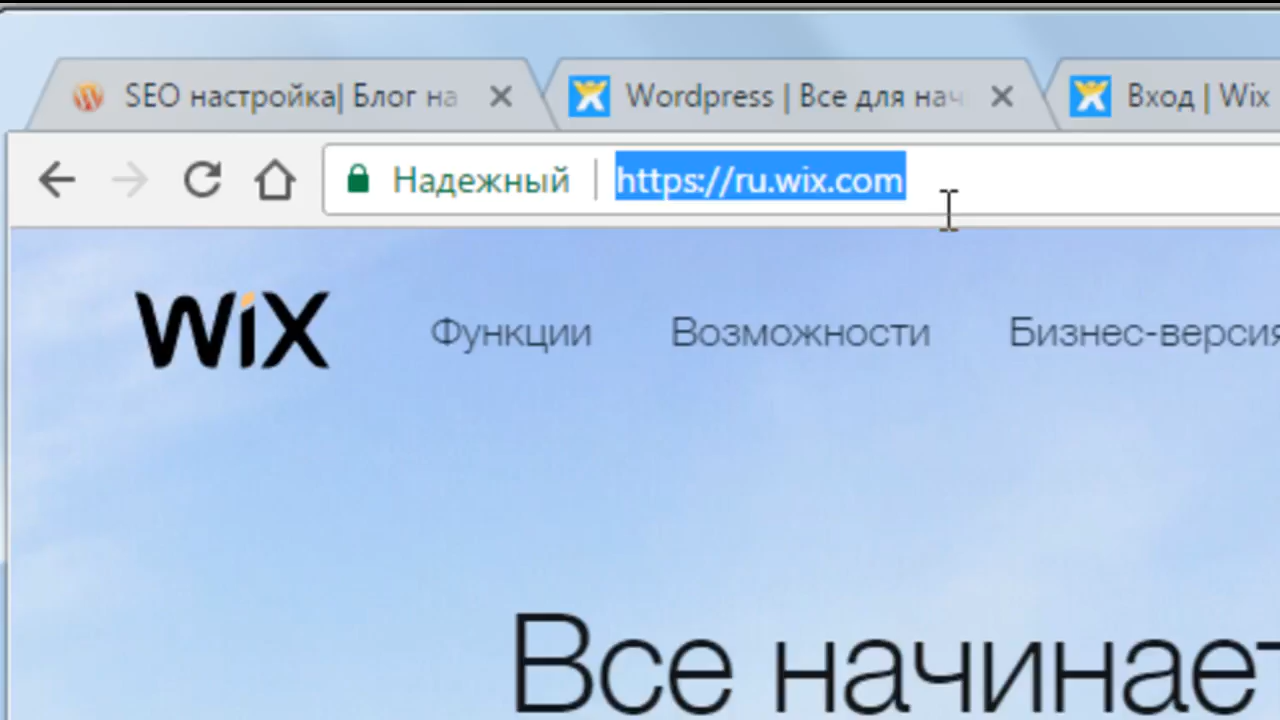 SEO настройка| Блог на
Wordpress | Все для нач
Вход | Wix
Надежный | https://ru.wix.com
WiX Функции Возможности Бизнес-версия
Все начинает